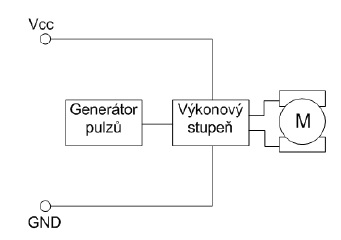 Vcc
Generátor
pulzů
Výkonový
stupeň
M
GND